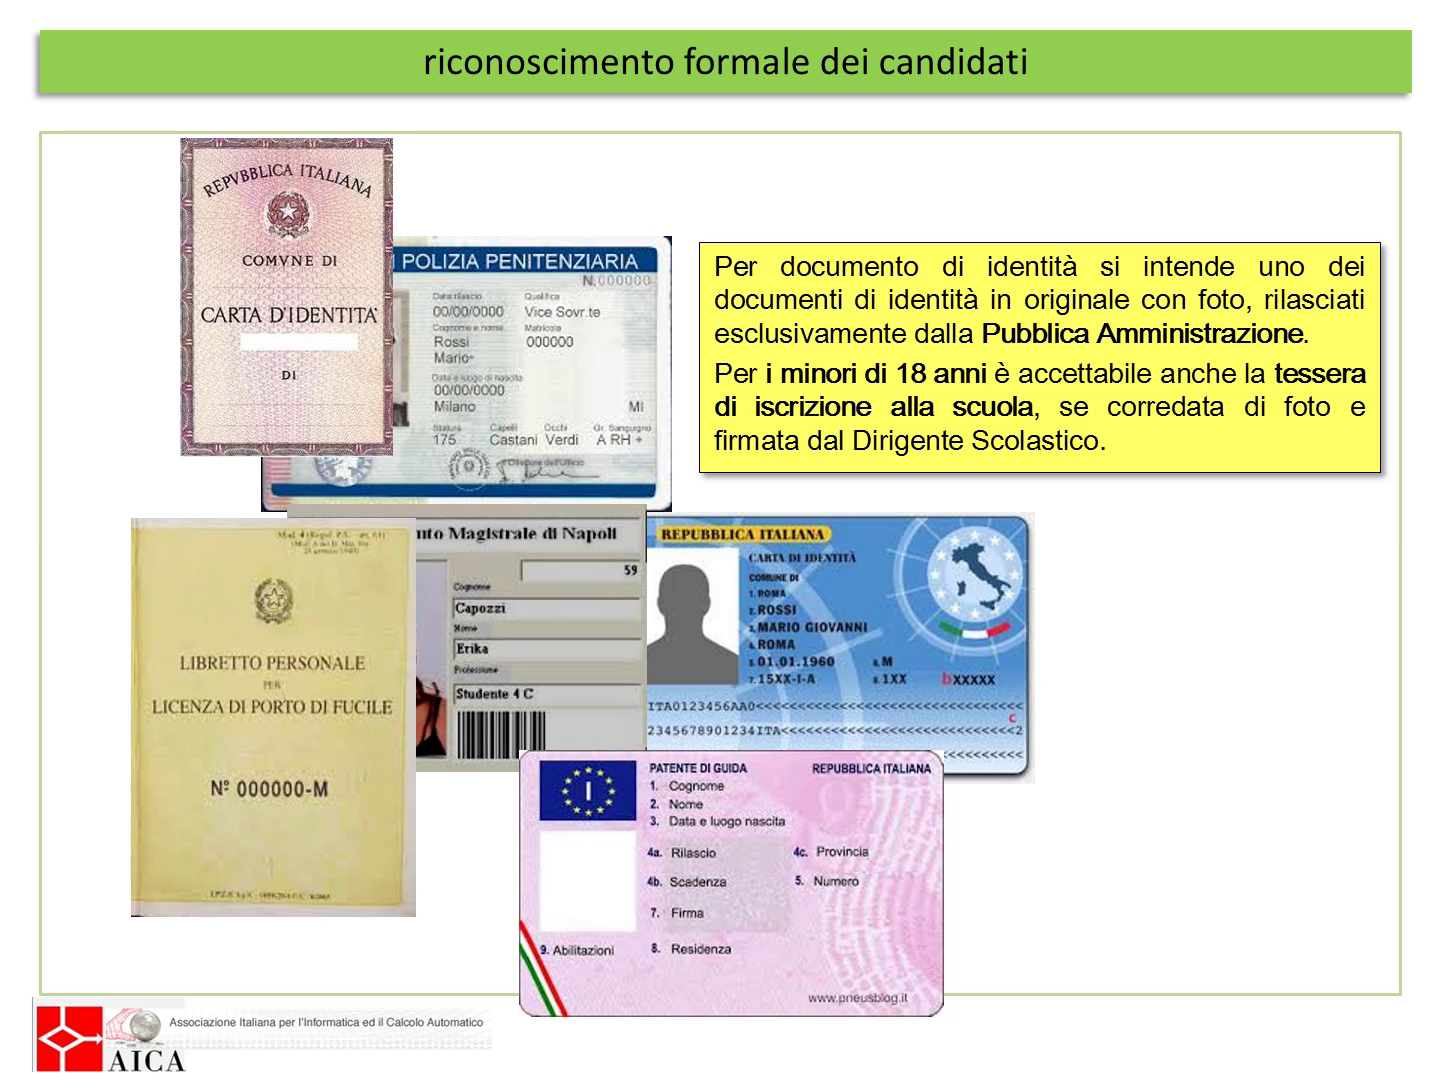 riconoscimento formale dei candidati
REPVBBLICA ITALIANA
COMVNE DI
CARTA D'IDENTITA'
DI
POLIZIA PENITENZIARIA
N.000000
Data rilascio Qualifica
00/00/0000 Vice Sovr.te
Cognome e nome Matricola
Rossi 000000
Mario
Data e luogo di nascita
00/00/0000
Milano MI
Statura Capelli Occhi Gr. Sanguigno
175 Castani Verdi A RH +
Per documento di identità si intende uno dei
documenti di identità in originale con foto, rilasciati
esclusivamente dalla Pubblica Amministrazione.
Per i minori di 18 anni è accettabile anche la tessera
di iscrizione alla scuola, se corredata di foto e
firmata dal Dirigente Scolastico.
LIBRETTO PERSONALE
PER
LICENZA DI PORTO DI FUCILE
Nº 000000-M
nto Magistrale di Napoli
59
Cognome
Capozzi
Nome
Erika
Professione
Studente 4 C
REPUBBLICA ITALIANA
CARTA DI IDENTITÀ
COMUNE DI
1. ROMA
2. ROSSI
3. MARIO GIOVANNI
4. ROMA
5. 01.01.1960 6. M
7. 15XX-I-A 8. 1XX bXXXXX
ITA0123456AA0<<<<<<<<<<<<<<<<<<<<<<<<<<<<<<
c
2345678901234ITA<<<<<<<<<<<<<<<<<<<<<<<<<<<2
<<<<<<<<
I
PATENTE DI GUIDA REPUBBLICA ITALIANA
1. Cognome
2. Nome
3. Data e luogo nascita
4a. Rilascio 4c. Provincia
4b. Scadenza 5. Numero
7. Firma
9. Abilitazioni 8. Residenza
www.pneusblog.it
Associazione Italiana per l'Informatica ed il Calcolo Automatico
AICA